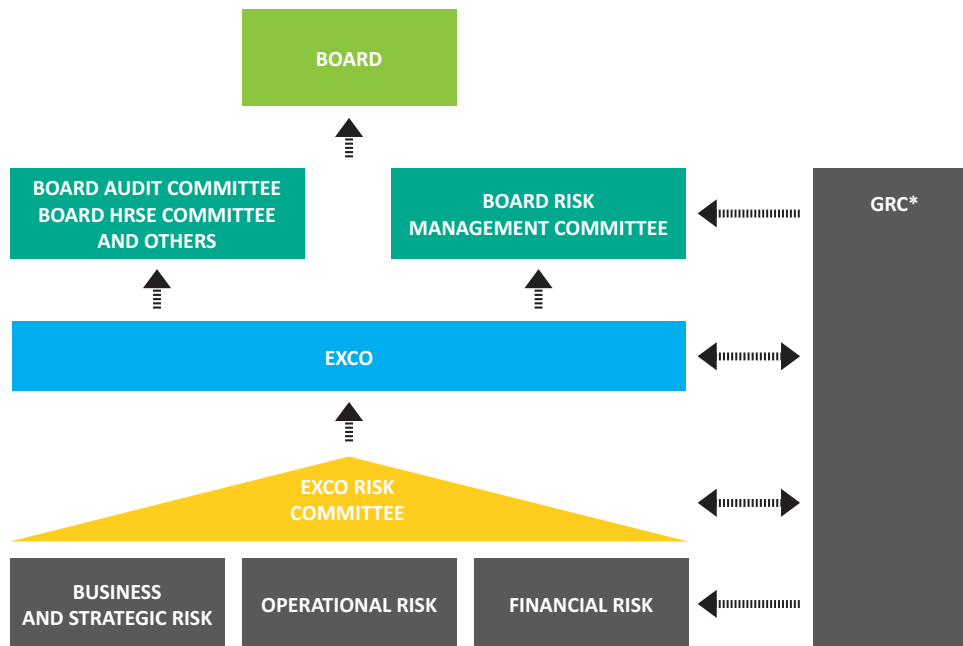 BOARD
BOARD AUDIT COMMITTEE
BOARD HRSE COMMITTEE
AND OTHERS
BOARD RISK
MANAGEMENT COMMITTEE
GRC*
EXCO
EXCO RISK
COMMITTEE
BUSINESS
AND STRATEGIC RISK
OPERATIONAL RISK
FINANCIAL RISK